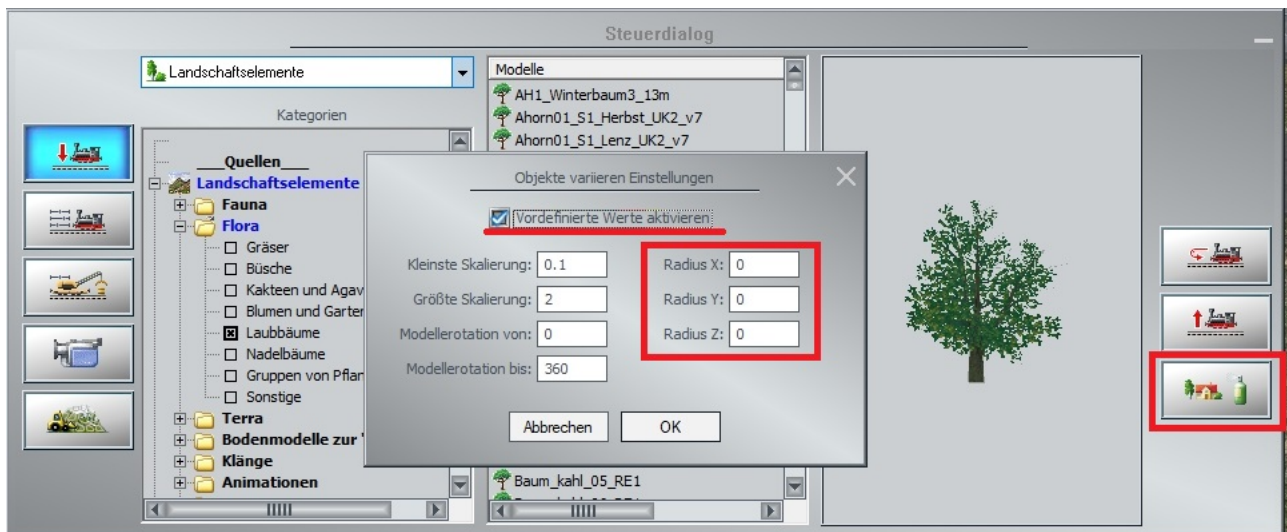 Steuerdialog
Landschaftselemente
Kategorien
___Quellen___
Landschaftselemente
Fauna
Flora
Gräser
Büsche
Kakteen und Agav
Blumen und Garter
Laubbäume
Nadelbäume
Gruppen von Pflar
Sonstige
Terra
Bodenmodelle zur
Klänge
Animationen
Modelle
AH1_Winterbaum3_13m
Ahorn01_S1_Herbst_UK2_v7
Ahorn01_S1_Lenz_UK2_v7
Objekte variieren Einstellungen
Vordefinierte Werte aktivieren
Kleinste Skalierung: 0.1
Größte Skalierung: 2
Modellerotation von: 0
Modellerotation bis: 360
Radius X: 0
Radius Y: 0
Radius Z: 0
Abbrechen
OK
Baum_kahl_05_RE1